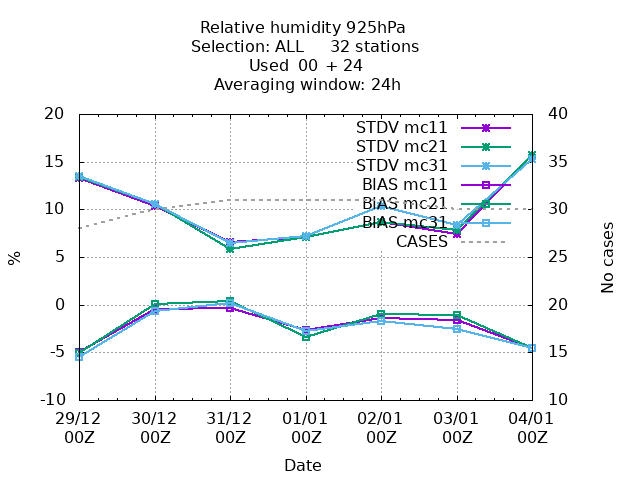 Relative humidity 925hPa
Selection: ALL 32 stations
Used 00 + 24
Averaging window: 24h
20
15
10
5
0
-5
-10
%
40
35
30
25
20
15
10
No cases
STDV mc11
STDV mc21
STDV mc31
BIAS mc11
BIAS mc21
BIAS mc31
CASES
29/12 30/12 31/12 01/01 02/01 03/01 04/01
00Z 00Z 00Z 00Z 00Z 00Z 00Z
Date